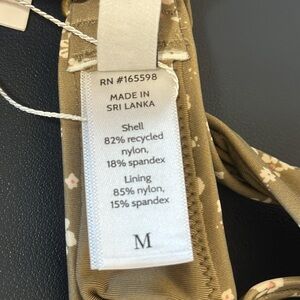 RN #165598
MADE IN
SRI LANKA
Shell
82% recycled
nylon,
18% spandex
Lining
85% nylon,
15% spandex
M